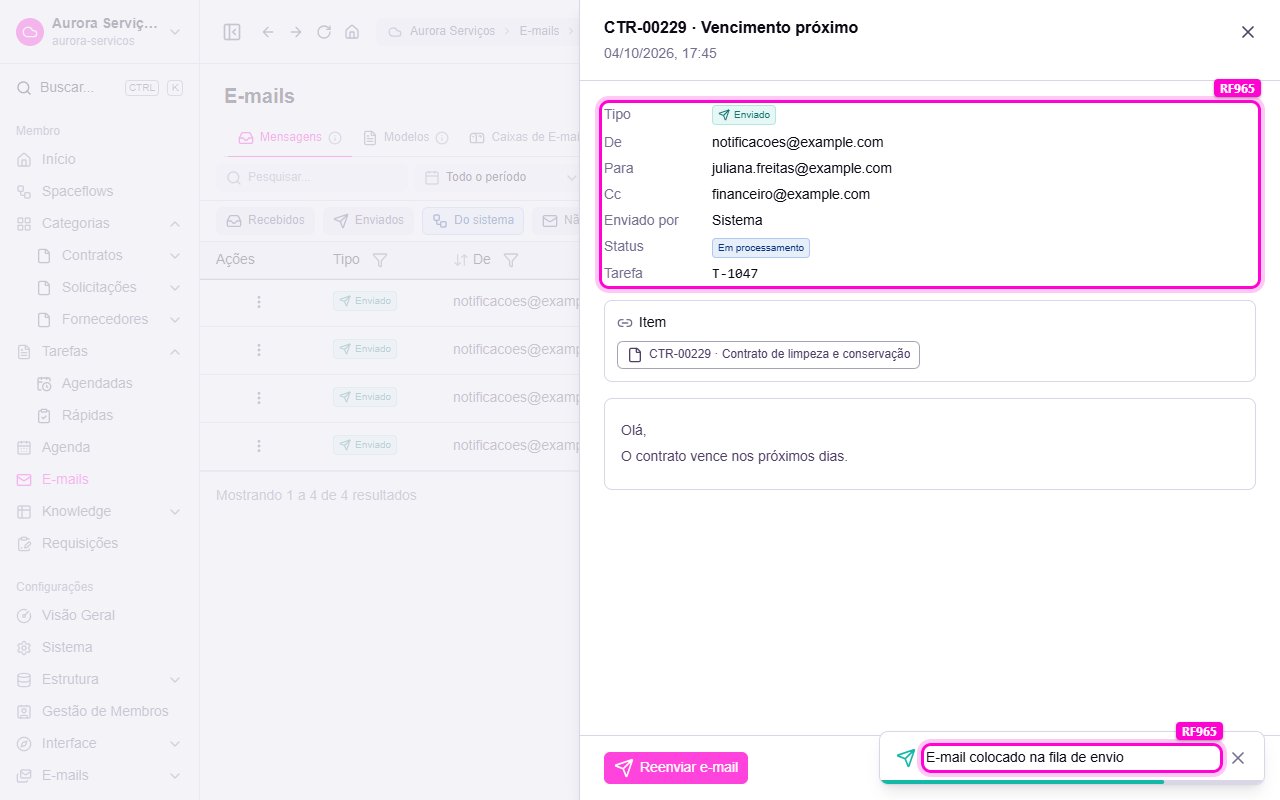 Aurora Serviç...
aurora-servicos
Buscar...
CTRL
K
Membro
Início
Spaceflows
Categorias
Contratos
Solicitações
Fornecedores
Tarefas
Agendadas
Rápidas
Agenda
E-mails
Knowledge
Requisições
Configurações
Visão Geral
Sistema
Estrutura
Gestão de Membros
Interface
E-mails
Aurora Serviços
E-mails
E-mails
Mensagens
Modelos
Caixas de E-mai
Pesquisar...
Todo o período
Recebidos
Enviados
Do sistema
Nã
Ações
Tipo
De
Enviado
notificacoes@examp
Enviado
notificacoes@examp
Enviado
notificacoes@examp
Enviado
notificacoes@examp
Mostrando 1 a 4 de 4 resultados
CTR-00229 · Vencimento próximo
04/10/2026, 17:45
RF965
Tipo
Enviado
De
notificacoes@example.com
Para
juliana.freitas@example.com
Cc
financeiro@example.com
Enviado por
Sistema
Status
Em processamento
Tarefa
T-1047
Item
CTR-00229 · Contrato de limpeza e conservação
Olá,
O contrato vence nos próximos dias.
Reenviar e-mail
RF965
E-mail colocado na fila de envio